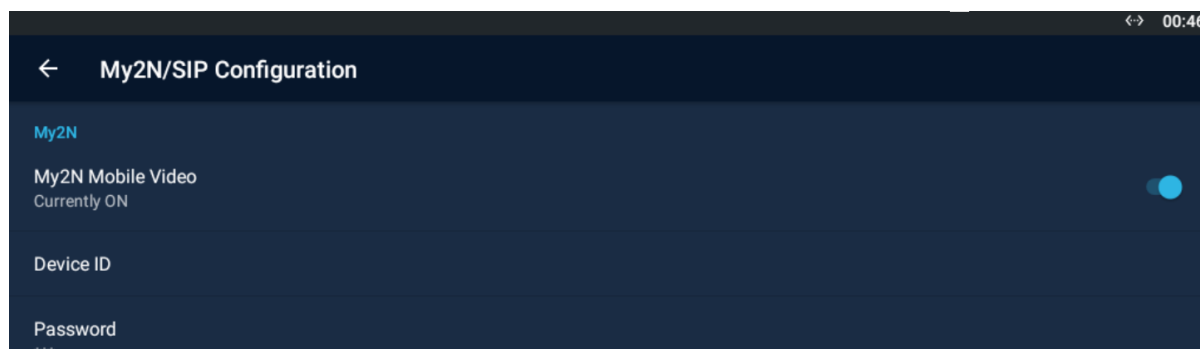 00:46
My2N/SIP Configuration
My2N
My2N Mobile Video
Currently ON
Device ID
Password